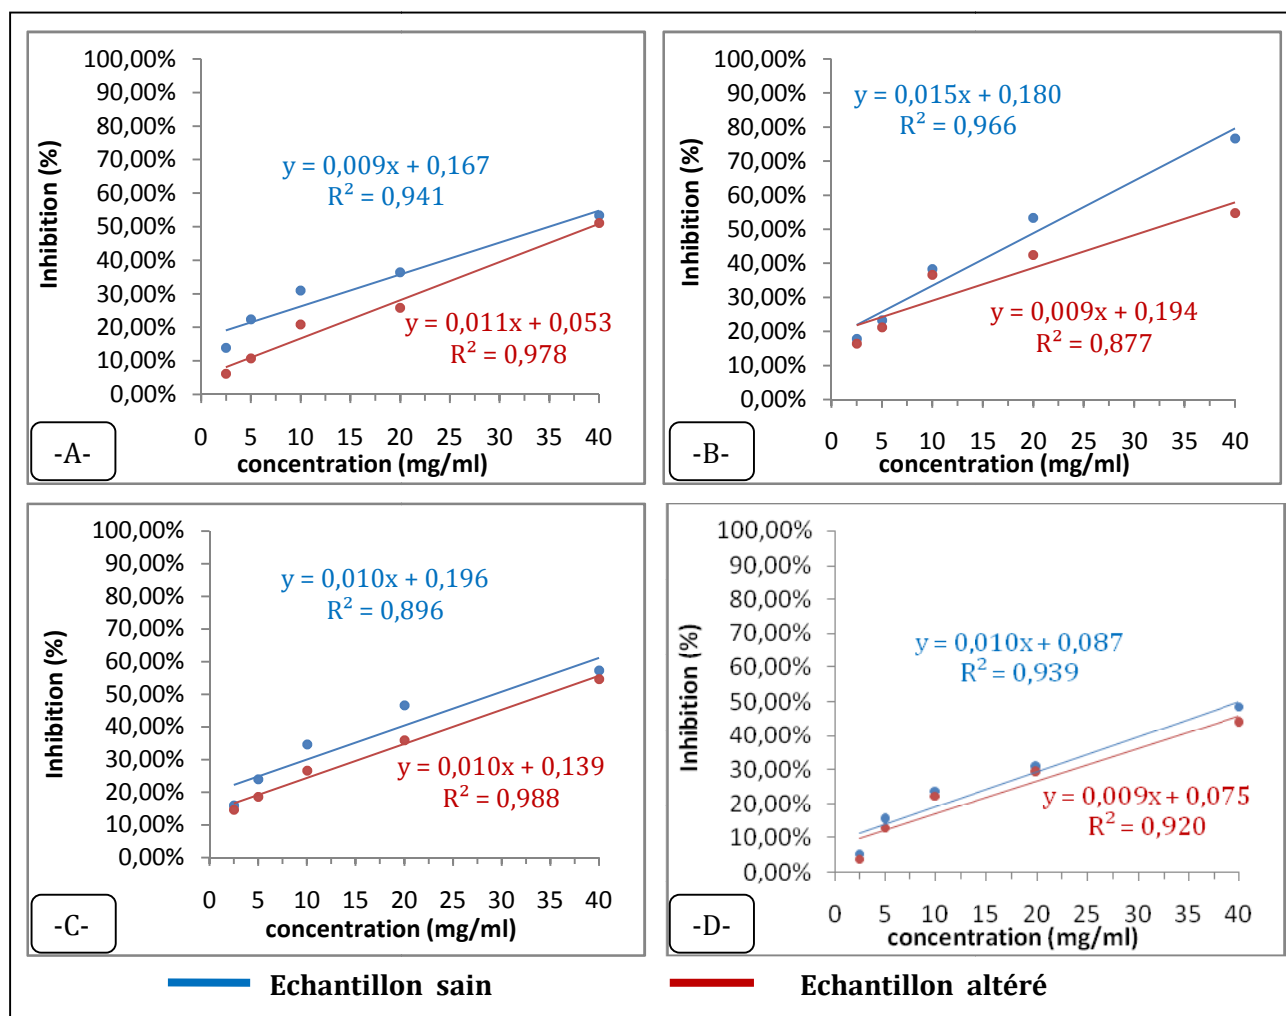 100,00%
90,00%
80,00%
70,00%
60,00%
50,00%
40,00%
30,00%
20,00%
10,00%
0,00%
Inhibition (%)
y = 0,009x + 0,167
R² = 0,941
y = 0,011x + 0,053
R² = 0,978
0 5 10 15 20 25 30 35 40
concentration (mg/ml)
-A-
100,00%
90,00%
80,00%
70,00%
60,00%
50,00%
40,00%
30,00%
20,00%
10,00%
0,00%
Inhibition (%)
y = 0,015x + 0,180
R² = 0,966
y = 0,009x + 0,194
R² = 0,877
0 5 10 15 20 25 30 35 40
concentration (mg/ml)
-B-
100,00%
90,00%
80,00%
70,00%
60,00%
50,00%
40,00%
30,00%
20,00%
10,00%
0,00%
Inhibition (%)
y = 0,010x + 0,196
R² = 0,896
y = 0,010x + 0,139
R² = 0,988
0 5 10 15 20 25 30 35 40
concentration (mg/ml)
-C-
100,00%
90,00%
80,00%
70,00%
60,00%
50,00%
40,00%
30,00%
20,00%
10,00%
0,00%
Inhibition (%)
y = 0,010x + 0,087
R² = 0,939
y = 0,009x + 0,075
R² = 0,920
0 5 10 15 20 25 30 35 40
concentration (mg/ml)
-D-
Echantillon sain
Echantillon altéré